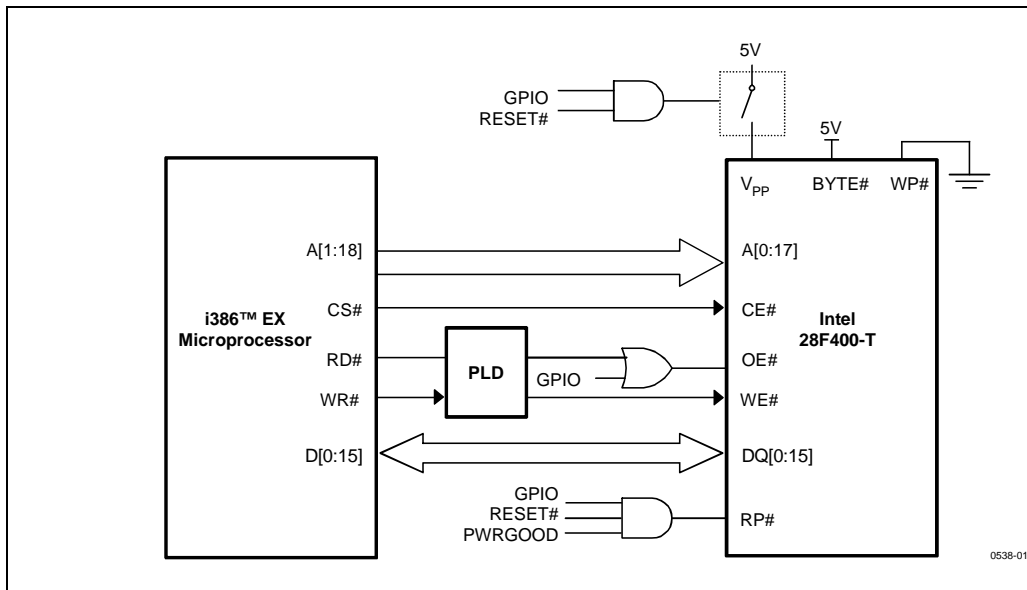 5V
GPIO
RESET#
5V
V_PP BYTE# WP#
A[1:18]
A[0:17]
CS#
CE#
i386™ EX
Microprocessor
Intel
28F400-T
RD#
PLD
GPIO
OE#
WR#
WE#
D[0:15]
DQ[0:15]
GPIO
RESET#
PWRGOOD
RP#
0538-01